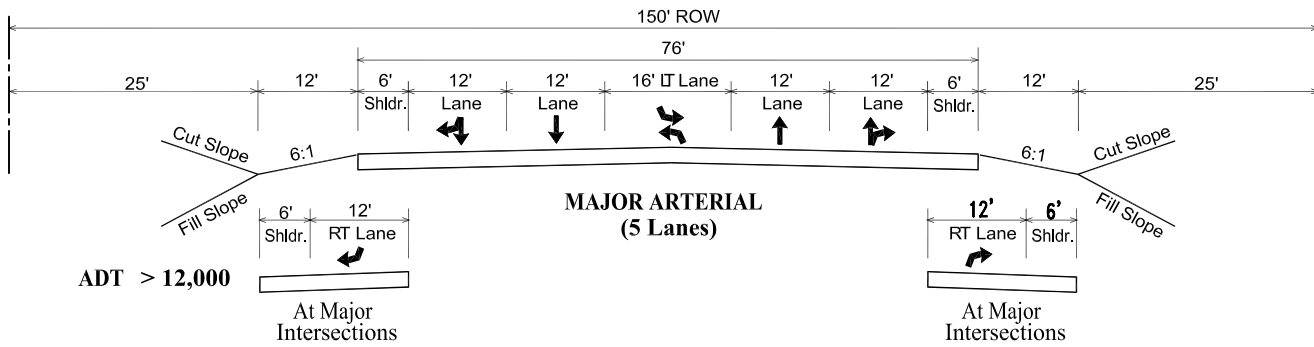 150' ROW
76'
25' 12' 6' 12' 12' 16' LT Lane 12' 12' 6' 12' 25'
Shldr. Lane Lane Lane Lane Shldr.
Cut Slope 6:1 6:1 Cut Slope
Fill Slope Fill Slope
MAJOR ARTERIAL
(5 Lanes)
6' 12' 12' 6'
Shldr. RT Lane RT Lane Shldr.
ADT > 12,000
At Major
Intersections
At Major
Intersections